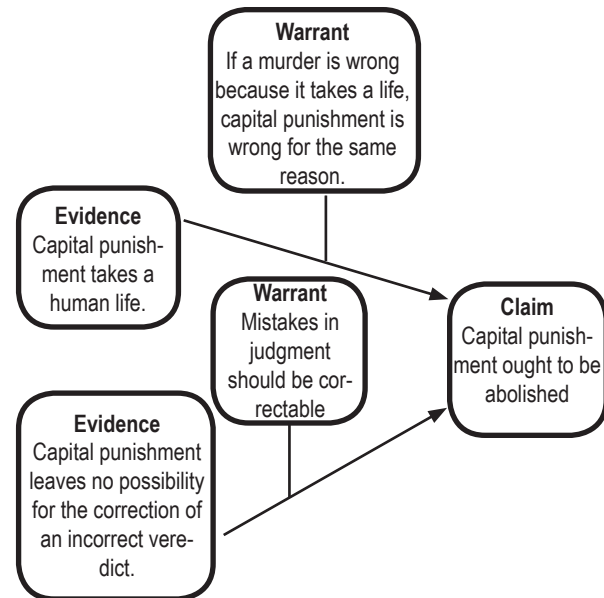 Warrant
If a murder is wrong
because it takes a life,
capital punishment is
wrong for the same
reason.
Evidence
Capital punish-
ment takes a
human life.
Warrant
Mistakes in
judgment
should be cor-
rectable
Claim
Capital punish-
ment ought to be
abolished
Evidence
Capital punishment
leaves no possibility
for the correction of
an incorrect vere-
dict.